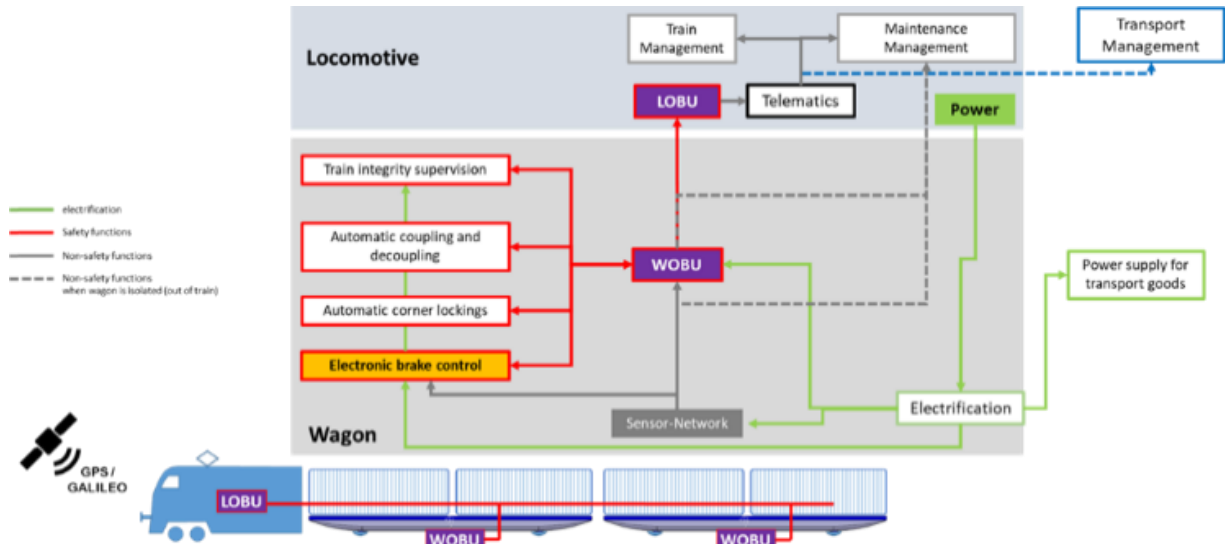 Locomotive
Train
Management
Maintenance
Management
Transport
Management
LOBU
Telematics
Power
Train integrity supervision
electrification
Safety functions
Non-safety functions
Non-safety functions
when wagon is isolated (out of train)
Automatic coupling and
decoupling
WOBU
Power supply for
transport goods
Automatic corner lockings
Electronic brake control
Electrification
Sensor-Network
Wagon
GPS /
GALILEO
LOBU
WOBU
WOBU